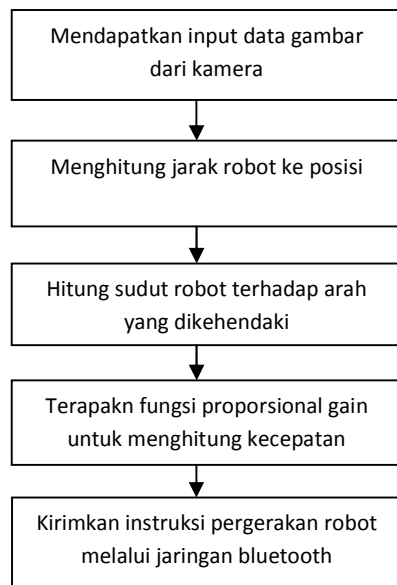 Mendapatkan input data gambar
dari kamera
Menghitung jarak robot ke posisi
Hitung sudut robot terhadap arah
yang dikehendaki
Terapakn fungsi proporsional gain
untuk menghitung kecepatan
Kirimkan instruksi pergerakan robot
melalui jaringan bluetooth